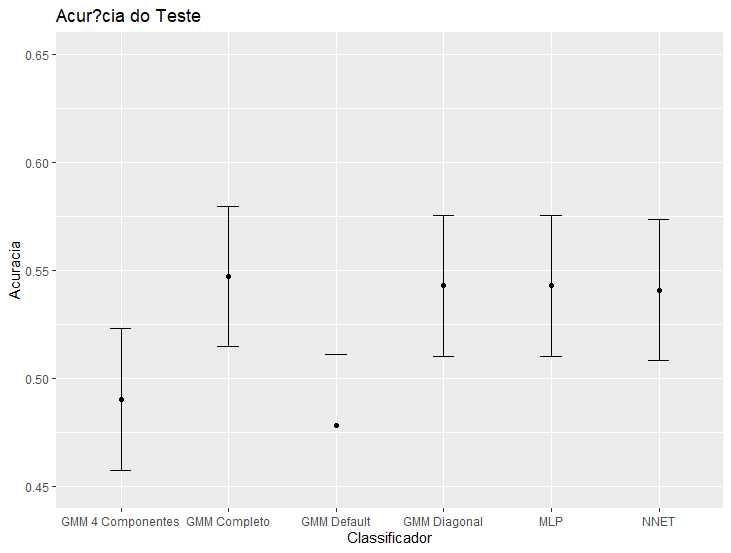 Acur?cia do Teste
Acuracia
0.65
0.60
0.55
0.50
0.45
GMM 4 Componentes GMM Completo GMM Default GMM Diagonal MLP NNET
Classificador